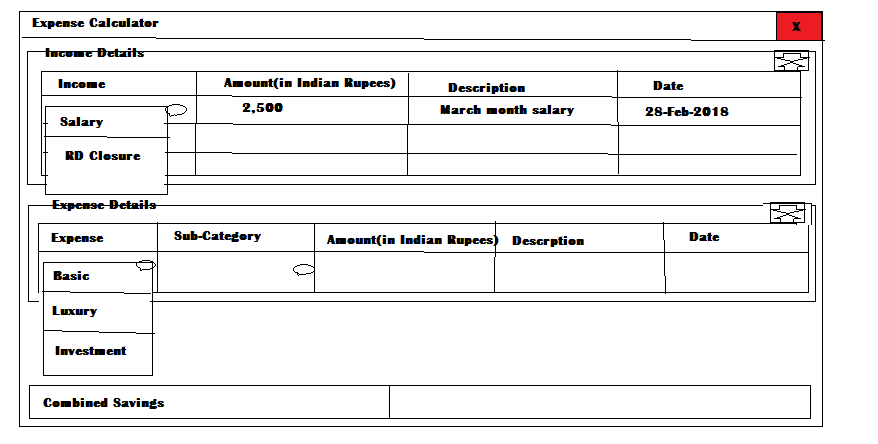 Expense Calculator
X
Income Details
Income Amount(in Indian Rupees) Description Date
2,500 March month salary 28-Feb-2018
Salary
RD Closure
Expense Details
Expense Sub-Category Amount(in Indian Rupees) Descrption Date
Basic
Luxury
Investment
Combined Savings